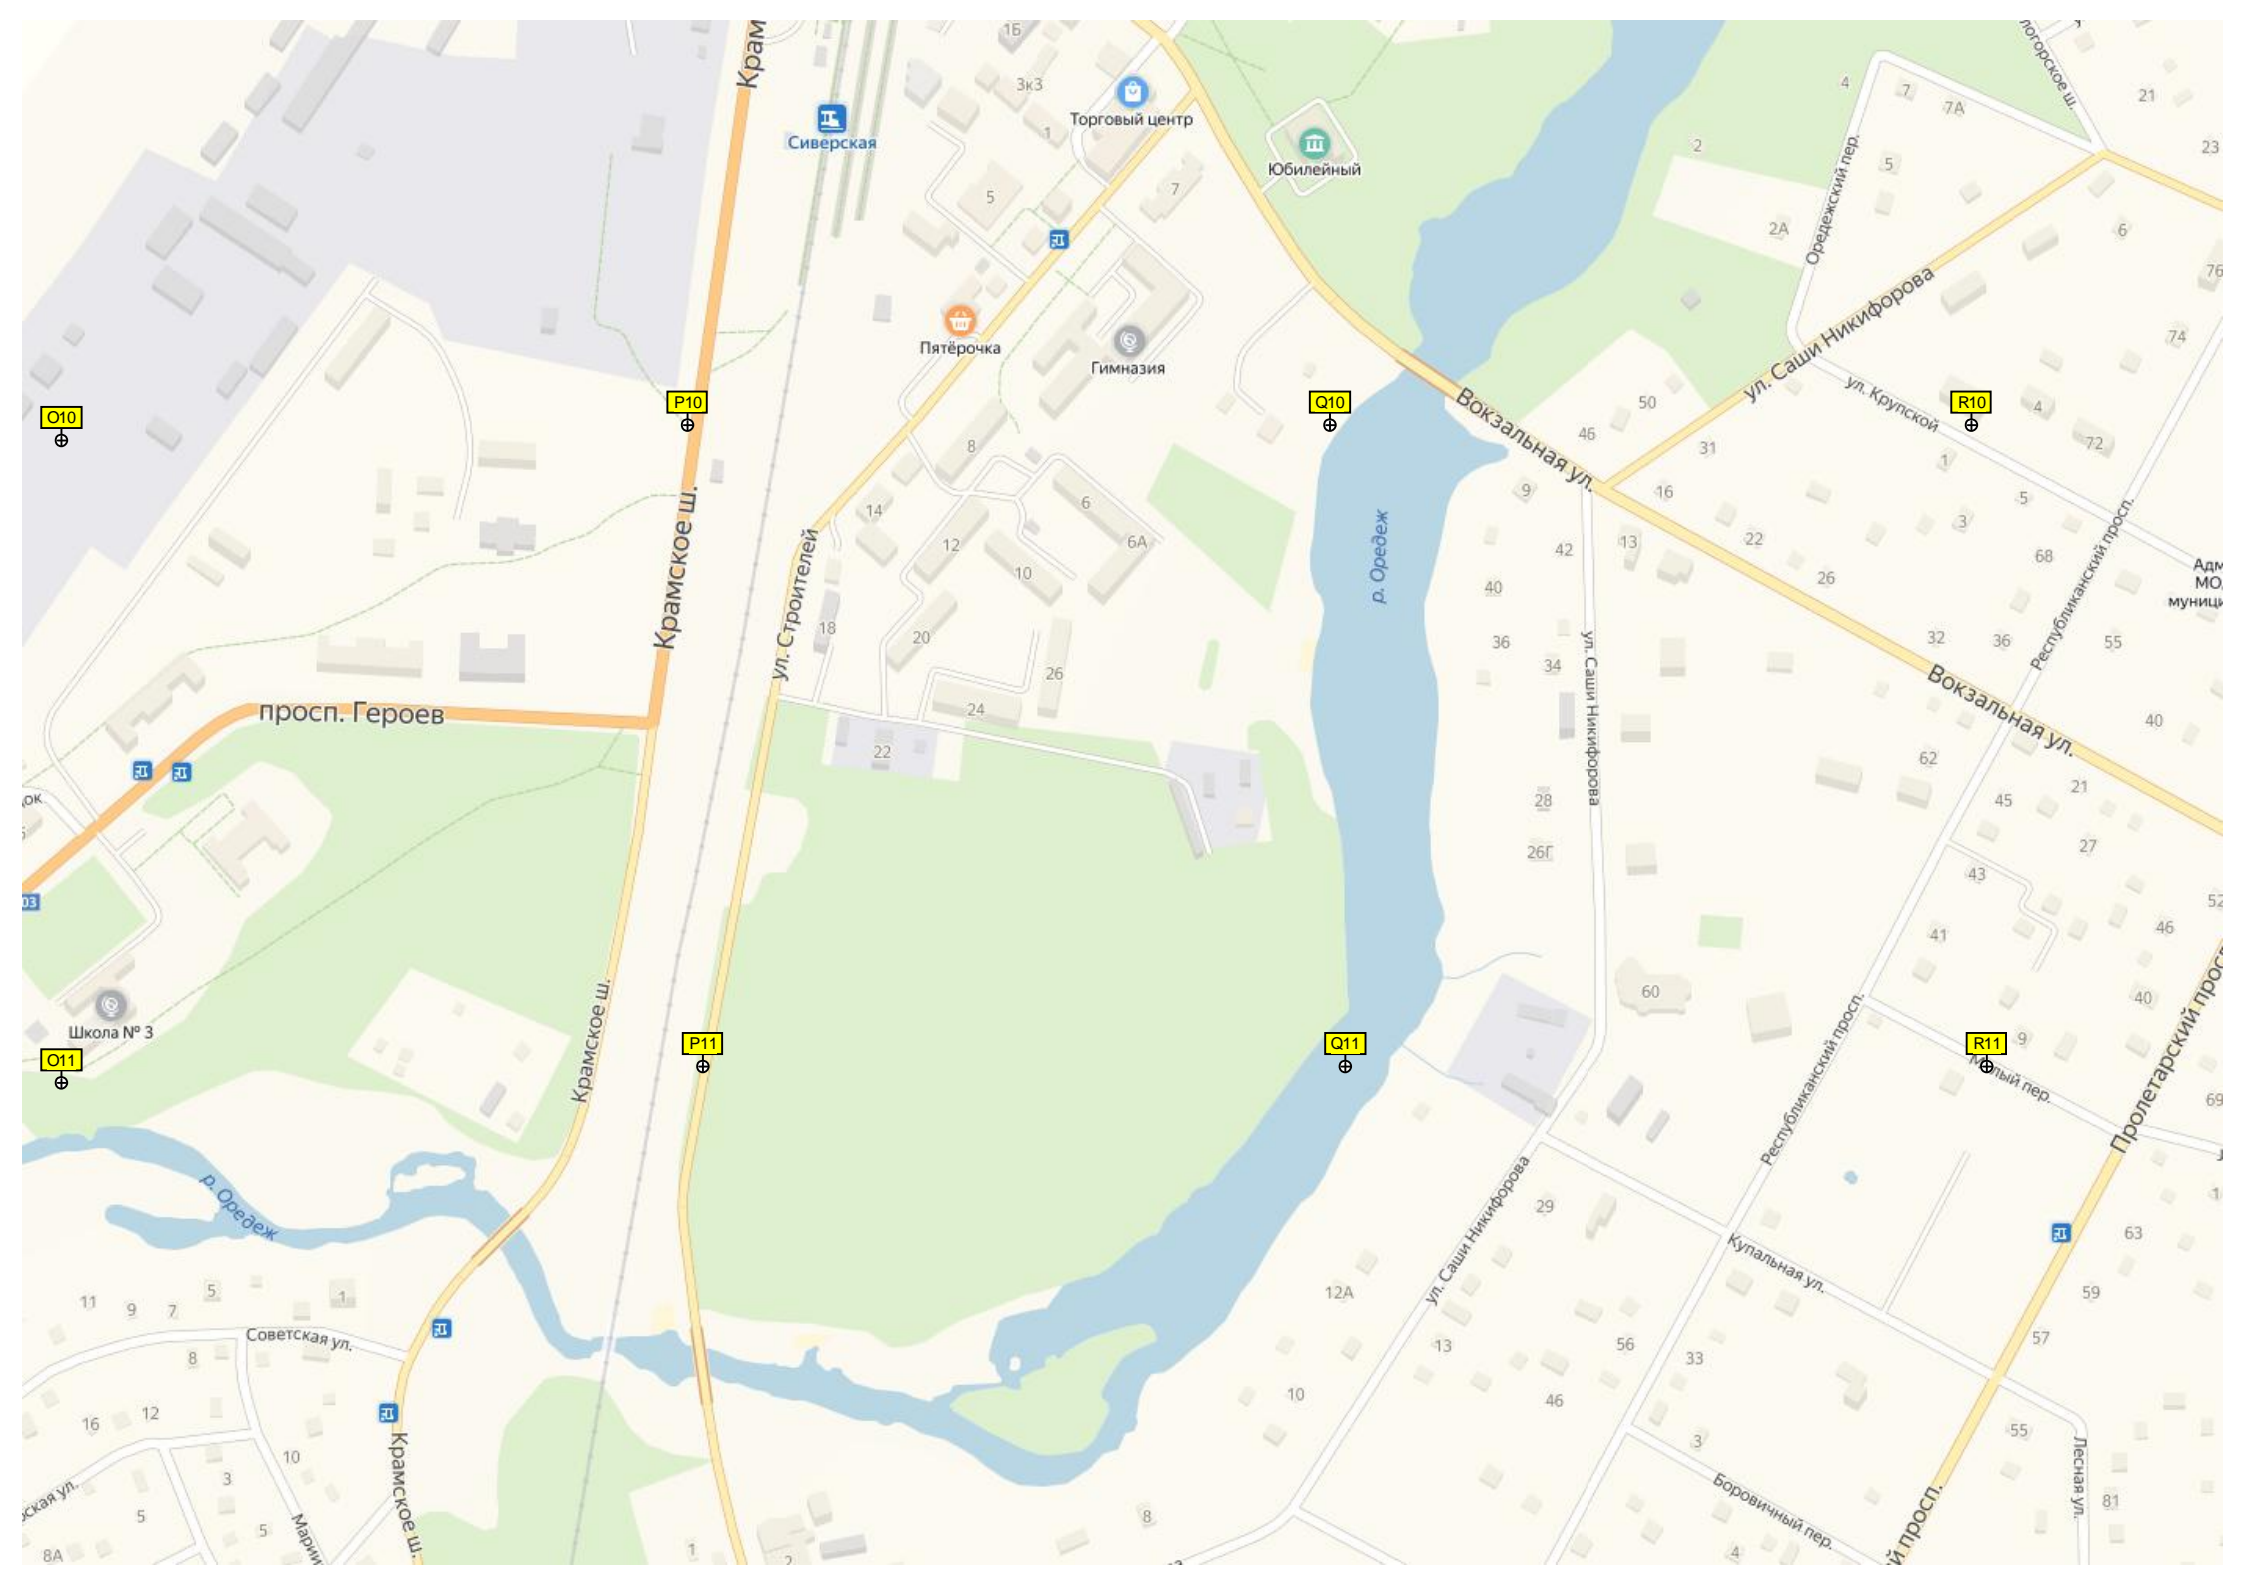 Крам
1Б
3к3
1
Торговый центр
Сиверская
Юбилейный
5
7
Пятёрочка
Гимназия
4
7
7А
5
2
2А
Оредежский пер.
21
23
6
ул. Саши Никифорова
74
ул. Крупской
O10
P10
Q10
R10
4
72
50
46
31
Вокзальная ул.
8
14
6
6А
12
10
18
20
26
24
22
Крамское ш.
ул. Строителей
р. Оредеж
9
16
1
5
3
42
13
22
68
40
26
36
34
32
36
55
Республиканский просп.
ул. Саши Никифорова
Вокзальная ул.
40
62
просп. Героев
28
26Г
45
21
27
43
03
41
46
60
40
9
Школа № 3
O11
P11
Q11
R11
Малый пер.
Крамское ш.
Республиканский просп.
Пролетарский просп.
69
р. Оредеж
ул. Саши Никифорова
29
Купальная ул.
63
59
57
12А
13
56
33
10
46
55
11
9
7
5
1
Советская ул.
8
16
12
10
3
5
5
8А
Крамское ш.
3
Боровичный пер.
4
Лесная ул.
81
8
1
2
й просп.